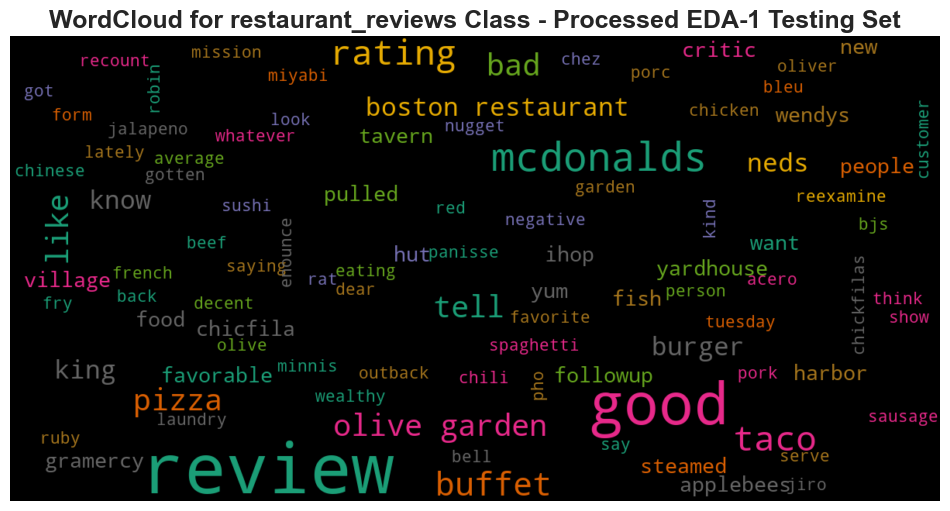 WordCloud for restaurant_reviews Class - Processed EDA-1 Testing Set
recount
mission
rating
bad
chez
critic
new
miyabi
porc
oliver
got
robin
bleu
form
boston restaurant
chicken
wendys
customer
jalapeno
look
nugget
whatever
tavern
lately
average
mcdonalds
neds
people
chinese
gotten
garden
like
know
pulled
reexamine
sushi
red
negative
kind
bjs
beef
enounce
want
hut
panisse
ihop
village
french
saying
rat
eating
yardhouse
acero
chickfilas
fry
back
decent
dear
yum
fish
person
think
food
tell
favorite
tuesday
show
chicfila
olive
spaghetti
burger
king
favorable
minnis
outback
chili
pho
followup
pork
harbor
pizza
wealthy
good
laundry
olive garden
taco
sausage
ruby
say
gramercy
review
bell
steamed
serve
buffet
applebees
jiro